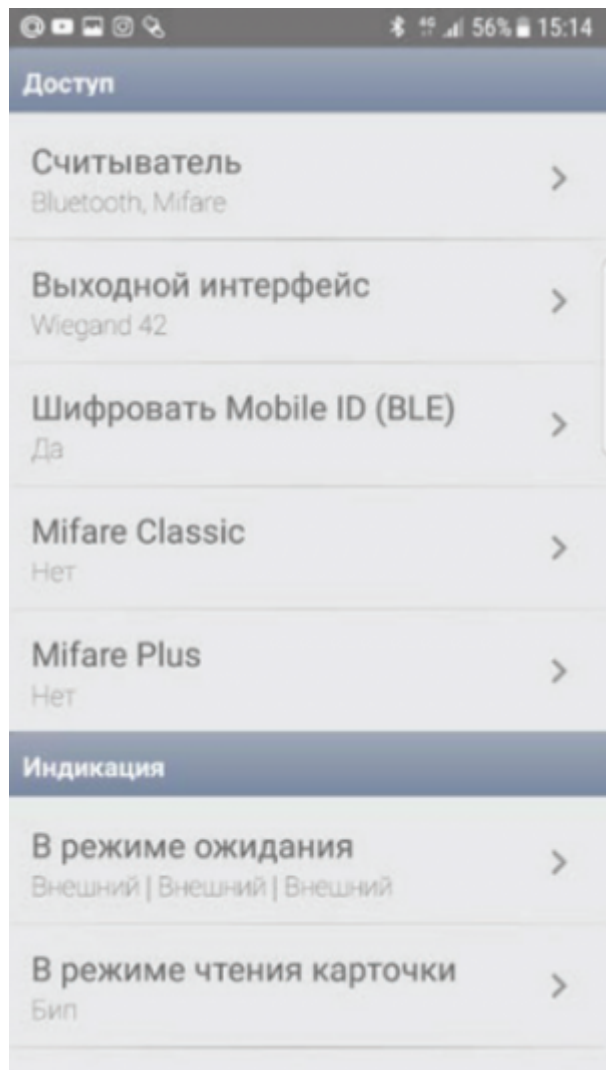 56% 15:14
Доступ
Считыватель
Bluetooth, Mifare
Выходной интерфейс
Wiegand 42
Шифровать Mobile ID (BLE)
Да
Mifare Classic
Нет
Mifare Plus
Нет
Индикация
В режиме ожидания
Внешний | Внешний | Внешний
В режиме чтения карточки
Бип